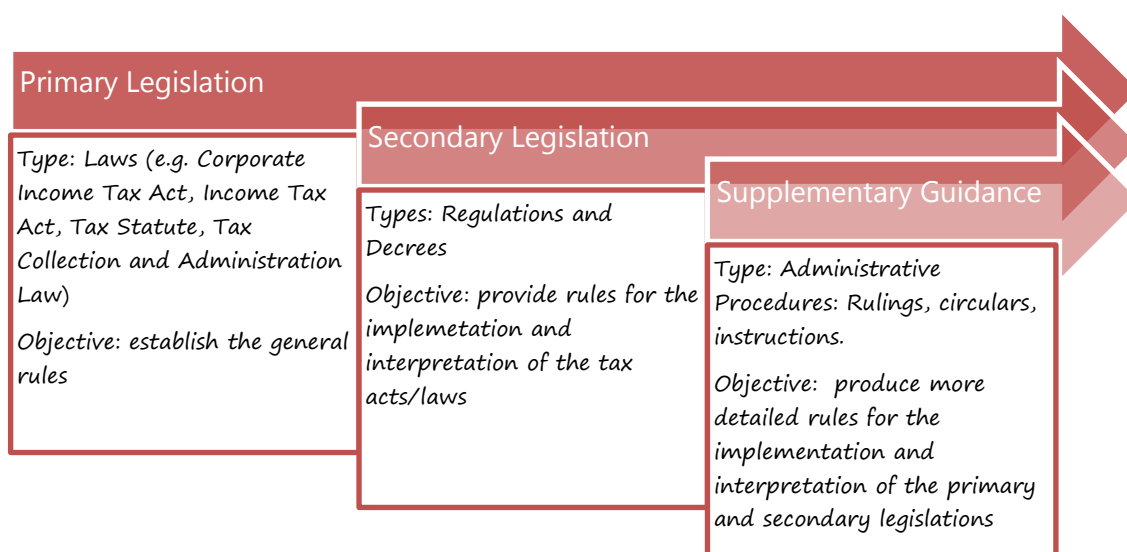 Primary Legislation
Type: Laws (e.g. Corporate
Income Tax Act, Income Tax
Act, Tax Statute, Tax
Collection and Administration
Law)
Objective: establish the general
rules
Secondary Legislation
Types: Regulations and
Decrees
Objective: provide rules for the
implemetation and
interpretation of the tax
acts/laws
Supplementary Guidance
Type: Administrative
Procedures: Rulings, circulars,
instructions.
Objective:  produce more
detailed rules for the
implementation and
interpretation of the primary
and secondary legislations